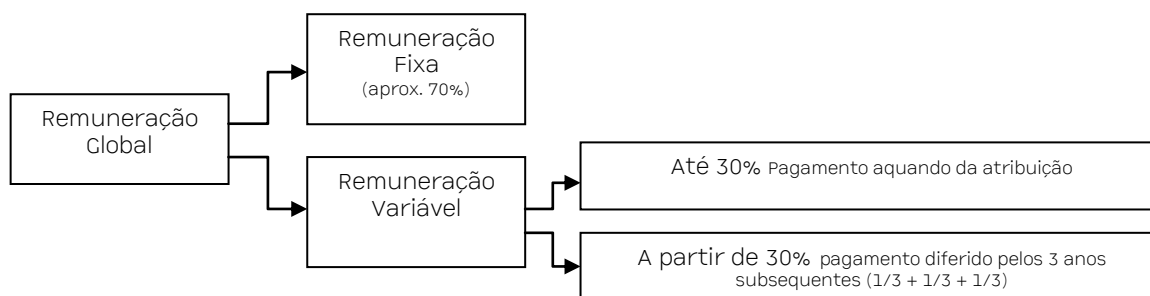 Remuneração
Fixa
(aprox. 70%)
Remuneração
Global
Remuneração
Variável
Até 30% Pagamento aquando da atribuição
A partir de 30% pagamento diferido pelos 3 anos
subsequentes (1/3 + 1/3 + 1/3)